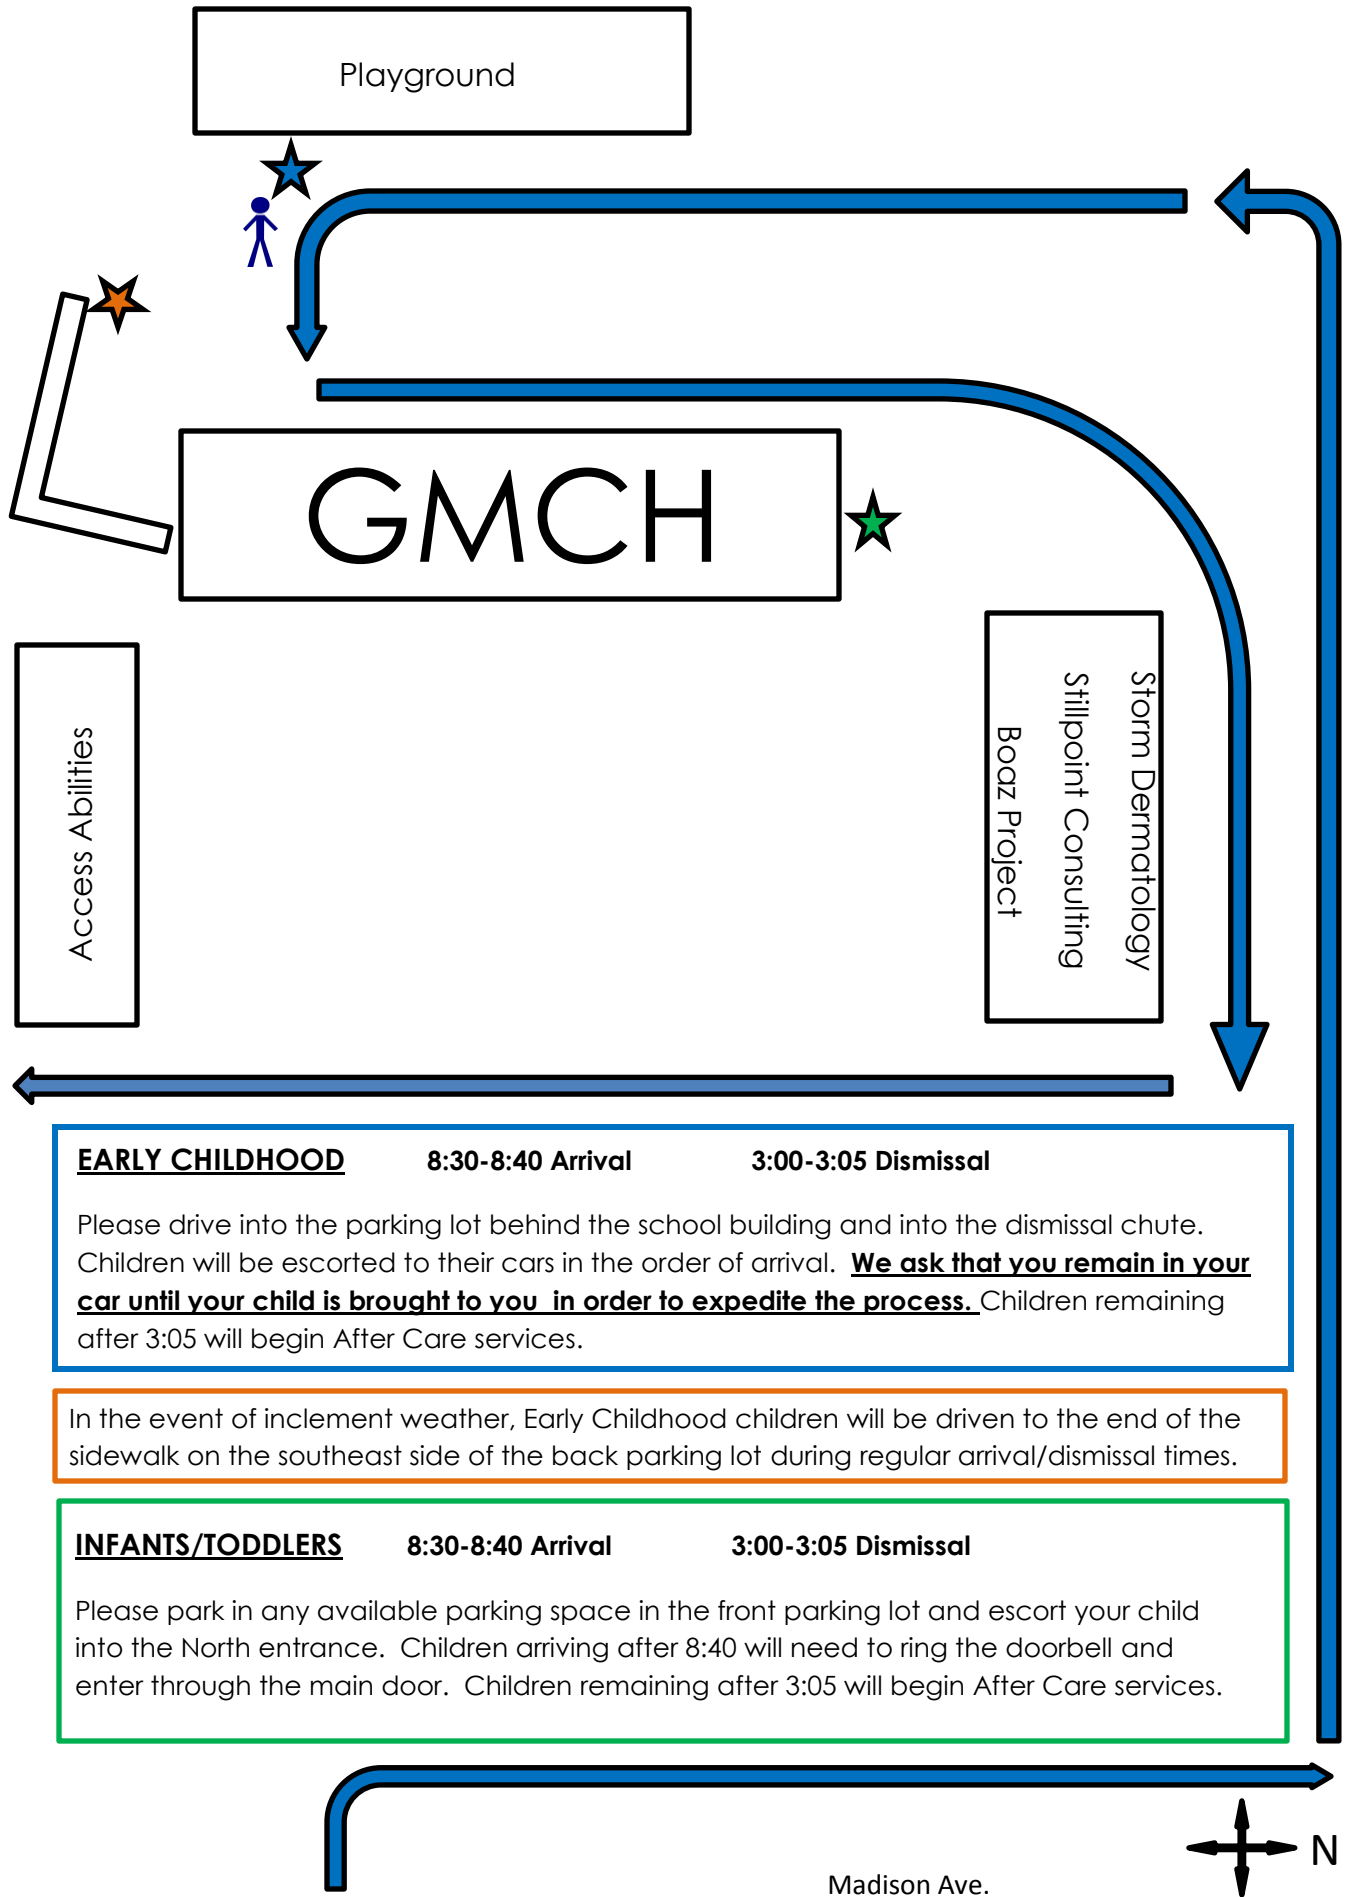 Playground
GMCH
Access Abilities
Storm Dermatology
Stillpoint Consulting
Boaz Project
EARLY CHILDHOOD 8:30-8:40 Arrival 3:00-3:05 Dismissal
Please drive into the parking lot behind the school building and into the dismissal chute.
Children will be escorted to their cars in the order of arrival. We ask that you remain in your
car until your child is brought to you in order to expedite the process. Children remaining
after 3:05 will begin After Care services.
In the event of inclement weather, Early Childhood children will be driven to the end of the
sidewalk on the southeast side of the back parking lot during regular arrival/dismissal times.
INFANTS/TODDLERS 8:30-8:40 Arrival 3:00-3:05 Dismissal
Please park in any available parking space in the front parking lot and escort your child
into the North entrance. Children arriving after 8:40 will need to ring the doorbell and
enter through the main door. Children remaining after 3:05 will begin After Care services.
N
Madison Ave.